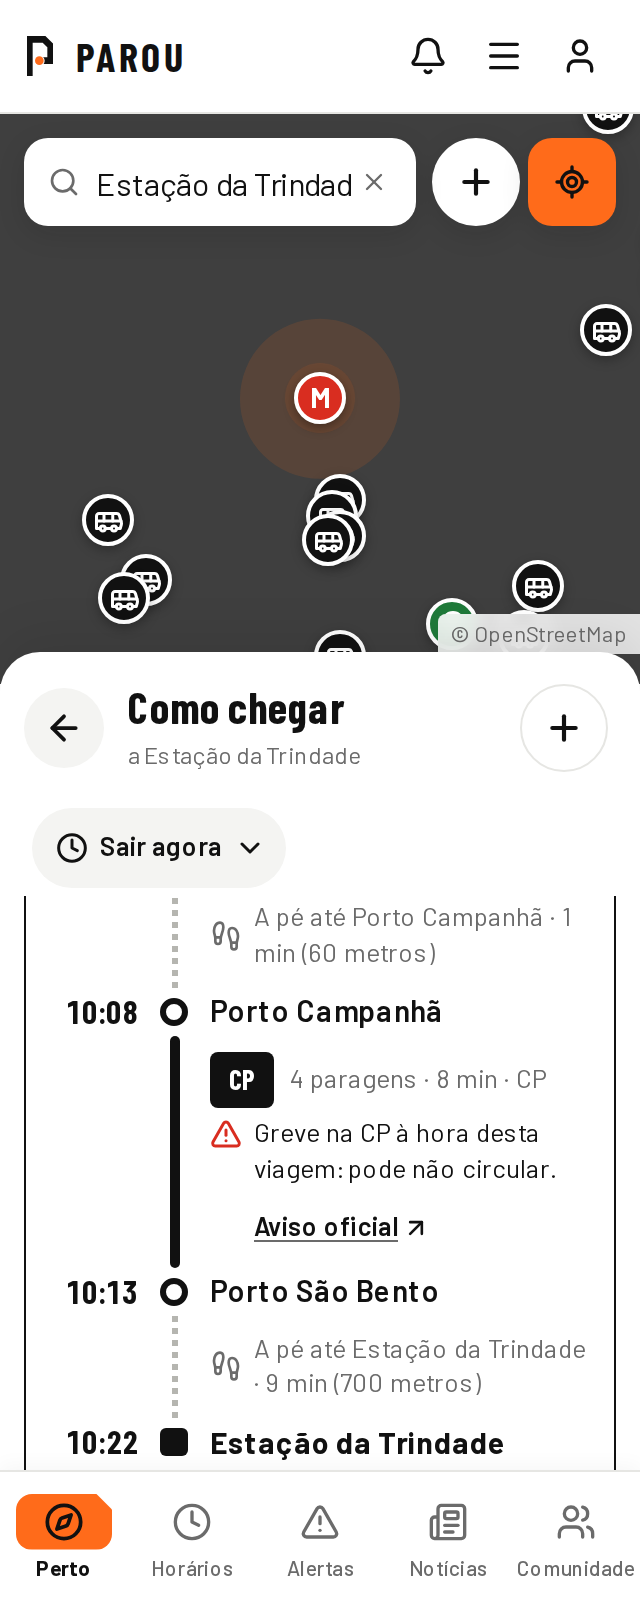 PAROU
Estação da Trindad
M
© OpenStreetMap
Como chegar
a Estação da Trindade
Sair agora
A pé até Porto Campanhã · 1
min (60 metros)
10:08 Porto Campanhã
CP 4 paragens · 8 min · CP
Greve na CP à hora desta
viagem: pode não circular.
Aviso oficial
10:13 Porto São Bento
A pé até Estação da Trindade
· 9 min (700 metros)
10:22 Estação da Trindade
Perto Horários Alertas Notícias Comunidade